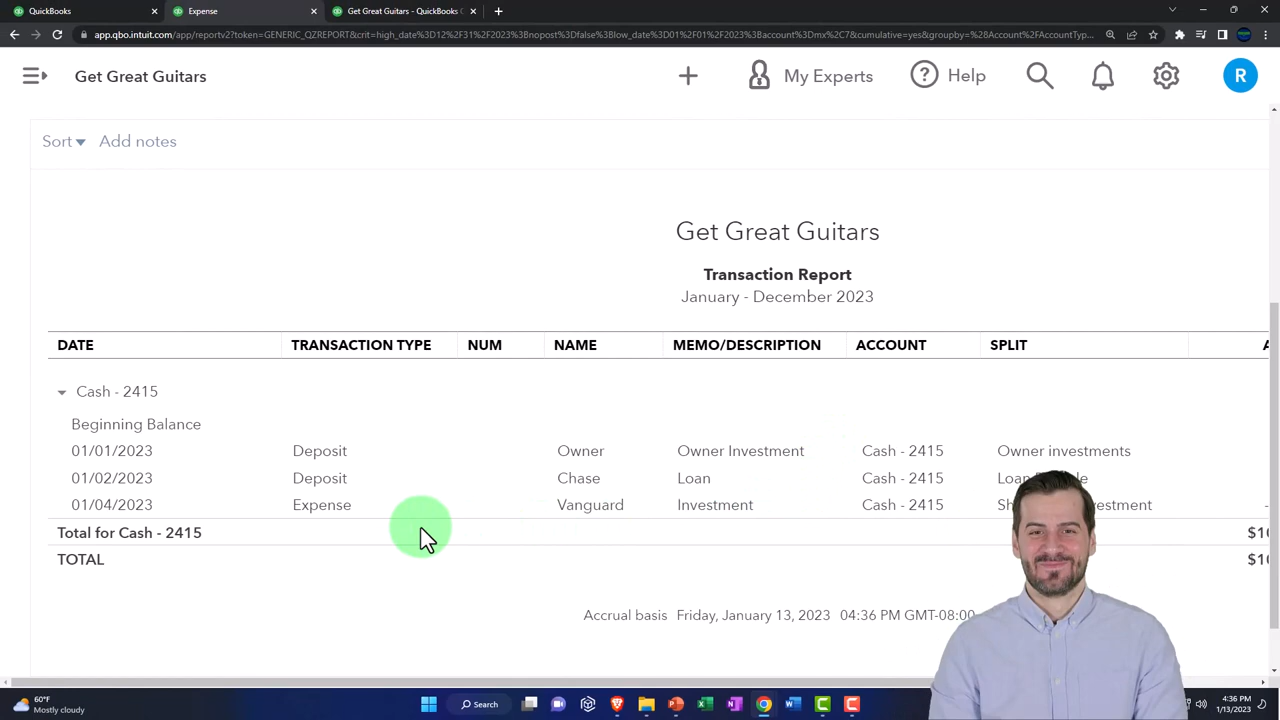 QuickBooks
Expense
Get Great Guitars - QuickBooks
app.qbo.intuit.com/app/reportv2?token=GENERIC_QZREPORT&crit=high_date%3D12%2F31%2F2023%3Bnopost%3Dfalse%3Blow_date%3D01%2F01%2F2023%3Baccount%3Dmx%2C7&cumulative=yes&groupby=%28Account%2FAccountTyp...
Get Great Guitars
My Experts
Help
R
Sort
Add notes
Get Great Guitars
Transaction Report
January - December 2023
DATE TRANSACTION TYPE NUM NAME MEMO/DESCRIPTION ACCOUNT SPLIT
Cash - 2415
Beginning Balance
01/01/2023 Deposit Owner Owner Investment Cash - 2415 Owner investments
01/02/2023 Deposit Chase Loan Cash - 2415 Loan
01/04/2023 Expense Vanguard Investment Cash - 2415
Total for Cash - 2415
TOTAL
Accrual basis Friday, January 13, 2023 04:36 PM GMT-08:00
60°F
Mostly cloudy
Search
4:36 PM
1/13/2023